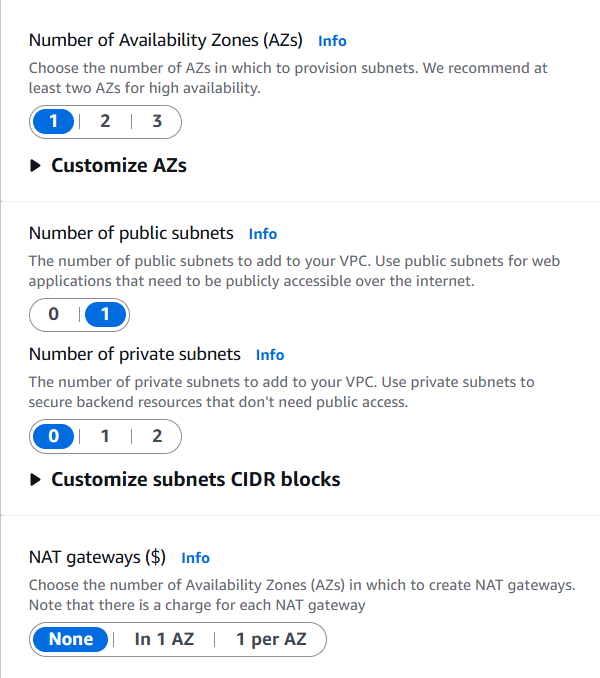 Number of Availability Zones (AZs) Info
Choose the number of AZs in which to provision subnets. We recommend at
least two AZs for high availability.
1 2 3
Customize AZs
Number of public subnets Info
The number of public subnets to add to your VPC. Use public subnets for web
applications that need to be publicly accessible over the internet.
0 1
Number of private subnets Info
The number of private subnets to add to your VPC. Use private subnets to
secure backend resources that don't need public access.
0 1 2
Customize subnets CIDR blocks
NAT gateways ($) Info
Choose the number of Availability Zones (AZs) in which to create NAT gateways.
Note that there is a charge for each NAT gateway
None In 1 AZ 1 per AZ